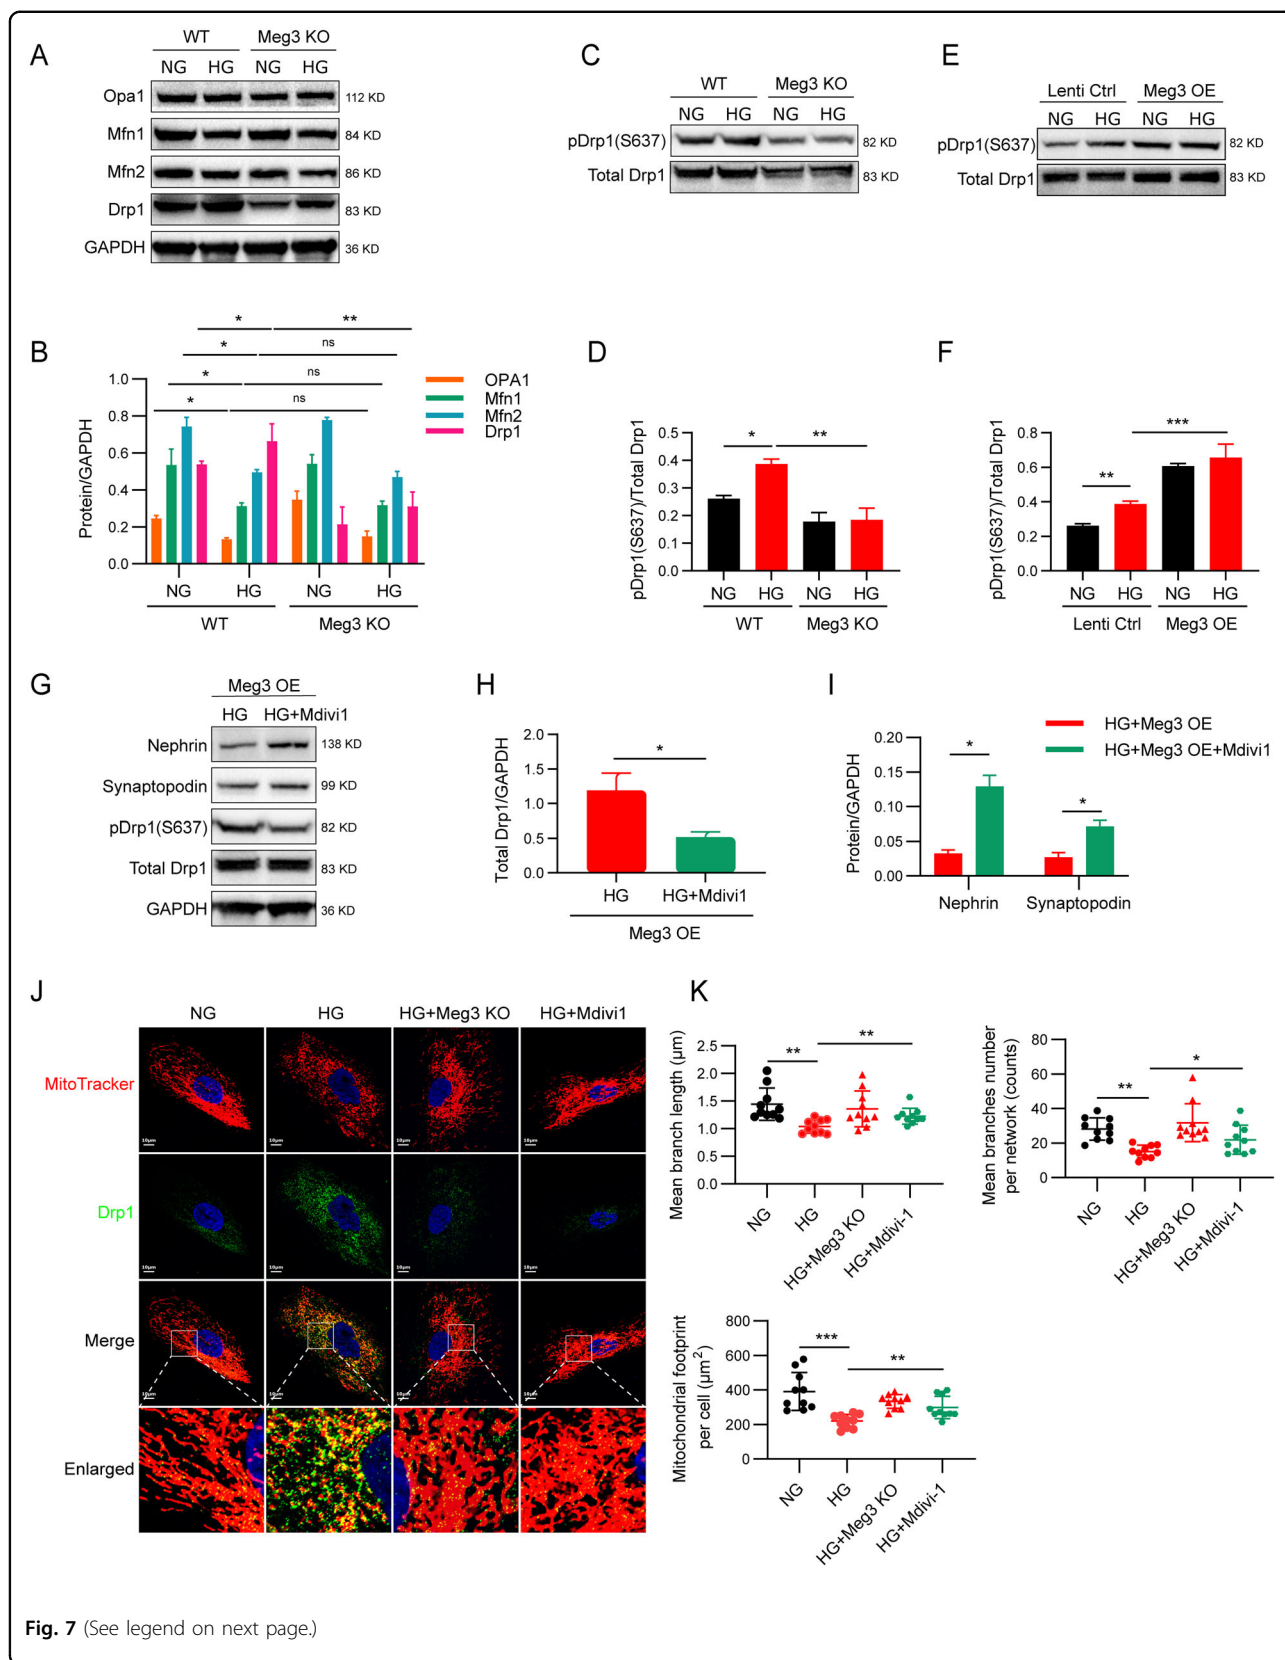 A
WT Meg3 KO
NG HG NG HG
Opa1 112 KD
Mfn1 84 KD
Mfn2 86 KD
Drp1 83 KD
GAPDH 36 KD
C
WT Meg3 KO
NG HG NG HG
pDrp1(S637) 82 KD
Total Drp1 83 KD
E
Lenti Ctrl Meg3 OE
NG HG NG HG
pDrp1(S637) 82 KD
Total Drp1 83 KD
B
* **
* ns
* ns
* ns
OPA1
Mfn1
Mfn2
Drp1
Protein/GAPDH
1.0
0.8
0.6
0.4
0.2
0.0
NG HG NG HG
WT Meg3 KO
D
* **
pDrp1(S637)/Total Drp1
0.5
0.4
0.3
0.2
0.1
0.0
NG HG NG HG
WT Meg3 KO
F
***
**
pDrp1(S637)/Total Drp1
0.8
0.6
0.4
0.2
0.0
NG HG NG HG
Lenti Ctrl Meg3 OE
G
Meg3 OE
HG HG+Mdivi1
Nephrin 138 KD
Synaptopodin 99 KD
pDrp1(S637) 82 KD
Total Drp1 83 KD
GAPDH 36 KD
H
*
Total Drp1/GAPDH
2.0
1.5
1.0
0.5
0.0
HG HG+Mdivi1
Meg3 OE
I
HG+Meg3 OE
HG+Meg3 OE+Mdivi1
* *
Protein/GAPDH
0.20
0.15
0.10
0.05
0.00
Nephrin Synaptopodin
J
NG HG HG+Meg3 KO HG+Mdivi1
MitoTracker
10μm 10μm 10μm 10μm
Drp1
10μm 10μm 10μm 10μm
Merge
10μm 10μm 10μm 10μm
Enlarged
K
** **
Mean branch length (μm)
2.5
2.0
1.5
1.0
0.5
0.0
NG HG HG+Meg3 KO HG+Mdivi-1
** *
Mean branches number
per network (counts)
80
60
40
20
0
NG HG HG+Meg3 KO HG+Mdivi-1
*** **
Mitochondrial footprint
per cell (μm²)
800
600
400
200
0
NG HG HG+Meg3 KO HG+Mdivi-1
Fig. 7 (See legend on next page.)